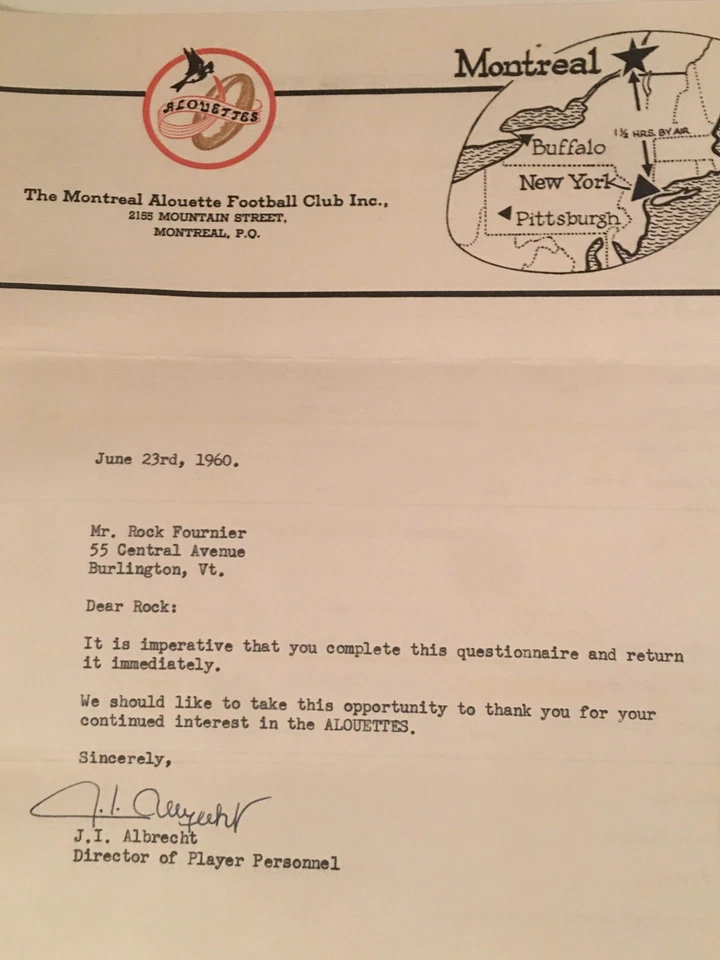 ALOUETTES
The Montreal Alouette Football Club Inc.,
2155 MOUNTAIN STREET,
MONTREAL, P.Q.
Montreal
1½ HRS. BY AIR
Buffalo
New York
Pittsburgh
June 23rd, 1960.
Mr. Rock Fournier
55 Central Avenue
Burlington, Vt.
Dear Rock:
It is imperative that you complete this questionnaire and return
it immediately.
We should like to take this opportunity to thank you for your
continued interest in the ALOUETTES.
Sincerely,
J.I. Albrecht
J.I. Albrecht
Director of Player Personnel